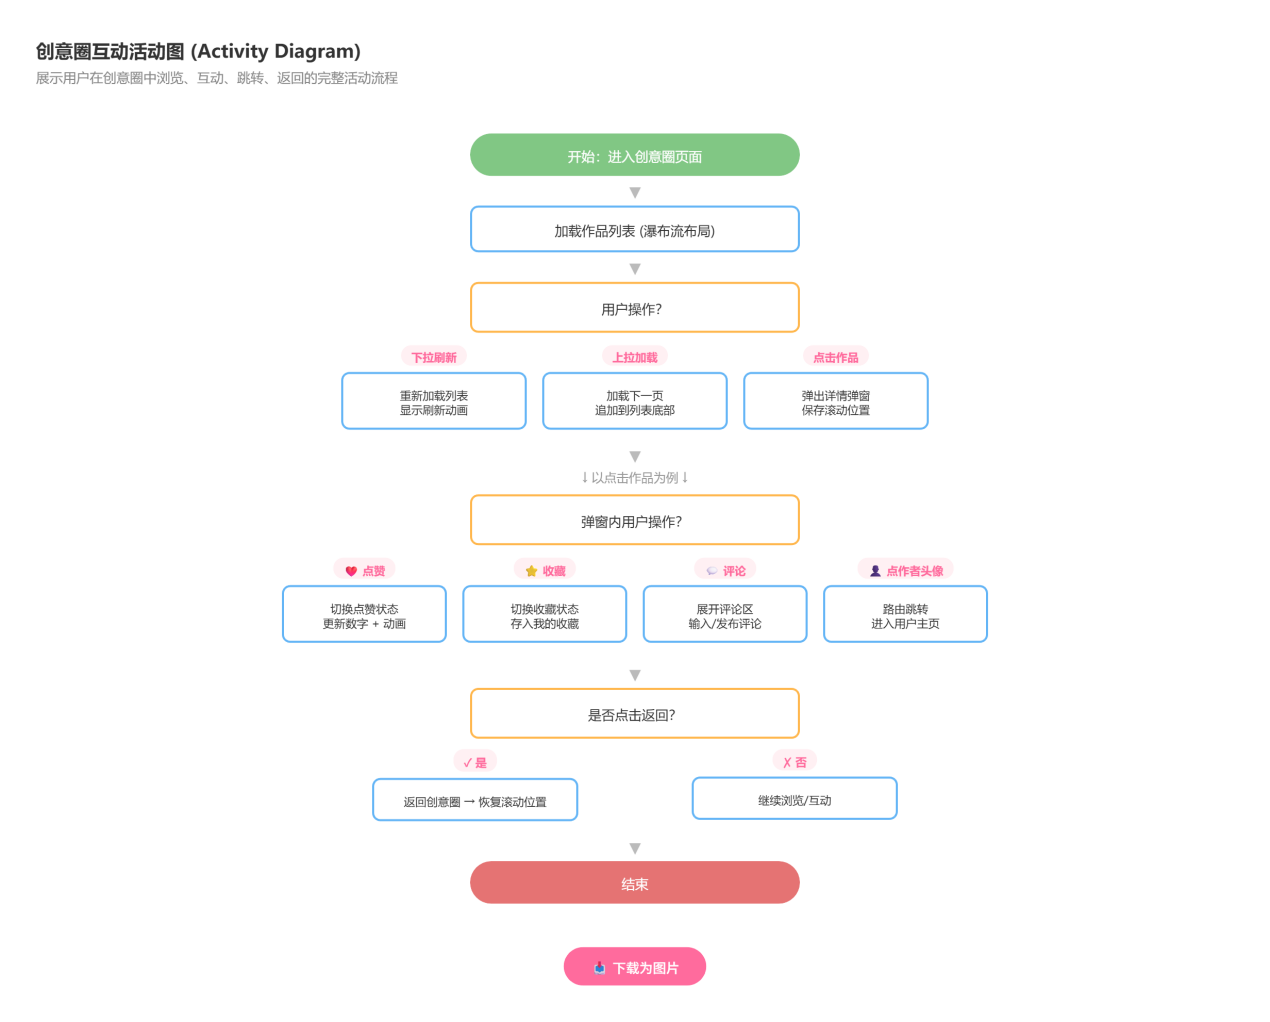 创意圈互动活动图 (Activity Diagram)
展示用户在创意圈中浏览、互动、跳转、返回的完整活动流程
开始：进入创意圈页面
▼
加载作品列表 (瀑布流布局)
▼
用户操作？
下拉刷新
重新加载列表
显示刷新动画
上拉加载
加载下一页
追加到列表底部
点击作品
弹出详情弹窗
保存滚动位置
▼
↓ 以点击作品为例 ↓
弹窗内用户操作？
❤️ 点赞
切换点赞状态
更新数字 + 动画
⭐ 收藏
切换收藏状态
存入我的收藏
💬 评论
展开评论区
输入/发布评论
👤 点作者头像
路由跳转
进入用户主页
▼
是否点击返回？
✓ 是
返回创意圈 → 恢复滚动位置
✗ 否
继续浏览/互动
▼
结束
📥 下载为图片